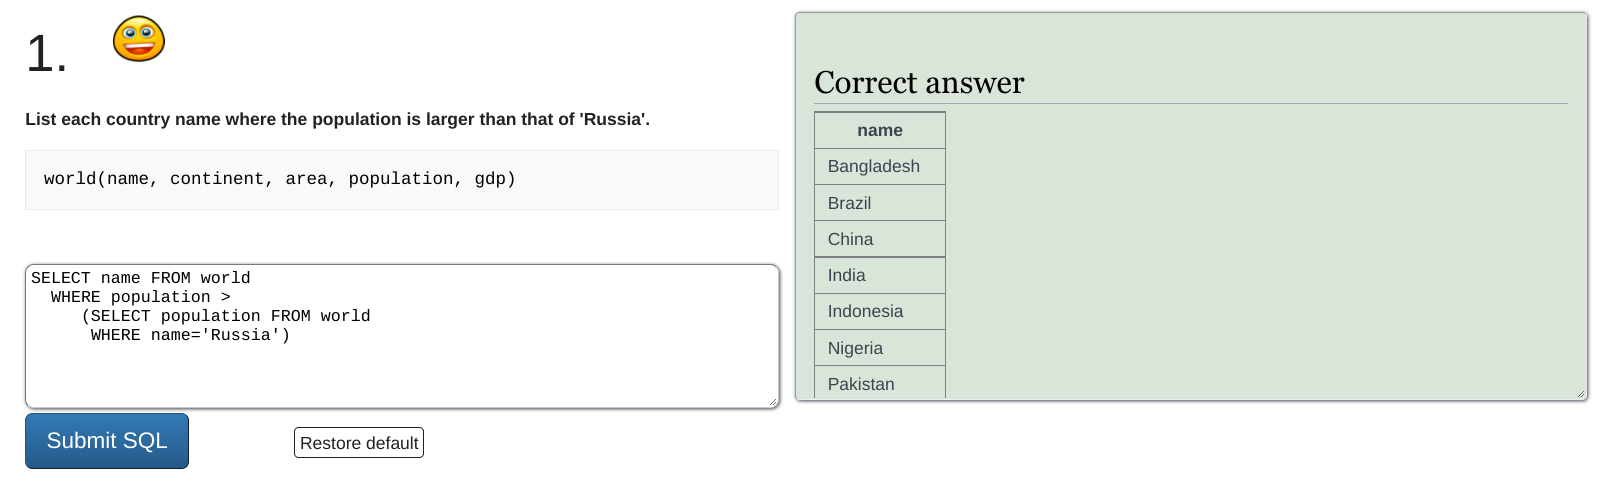 1.
List each country name where the population is larger than that of 'Russia'.
world(name, continent, area, population, gdp)
SELECT name FROM world
  WHERE population >
     (SELECT population FROM world
      WHERE name='Russia')
Submit SQL
Restore default
Correct answer
name
Bangladesh
Brazil
China
India
Indonesia
Nigeria
Pakistan